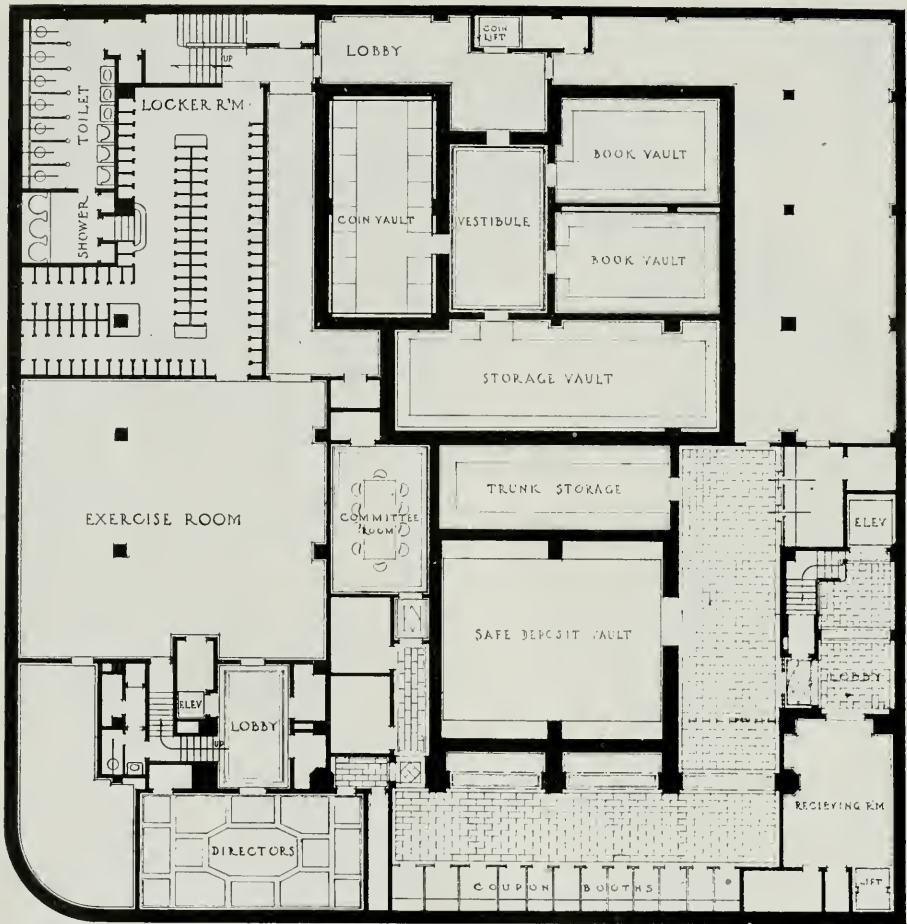 COIN
LIFT
LOBBY
UP
TOILET
LOCKER R'M
BOOK VAULT
COIN VAULT
VESTIBULE
SHOWER
BOOK VAULT
STORAGE VAULT
TRUNK STORAGE
EXERCISE ROOM
COMMITTEE
ROOM
ELEV
SAFE DEPOSIT VAULT
LOBBY
ELEV
LOBBY
UP
RECIEVING RM
DIRECTORS
COUPON BOOTHS
LIFT